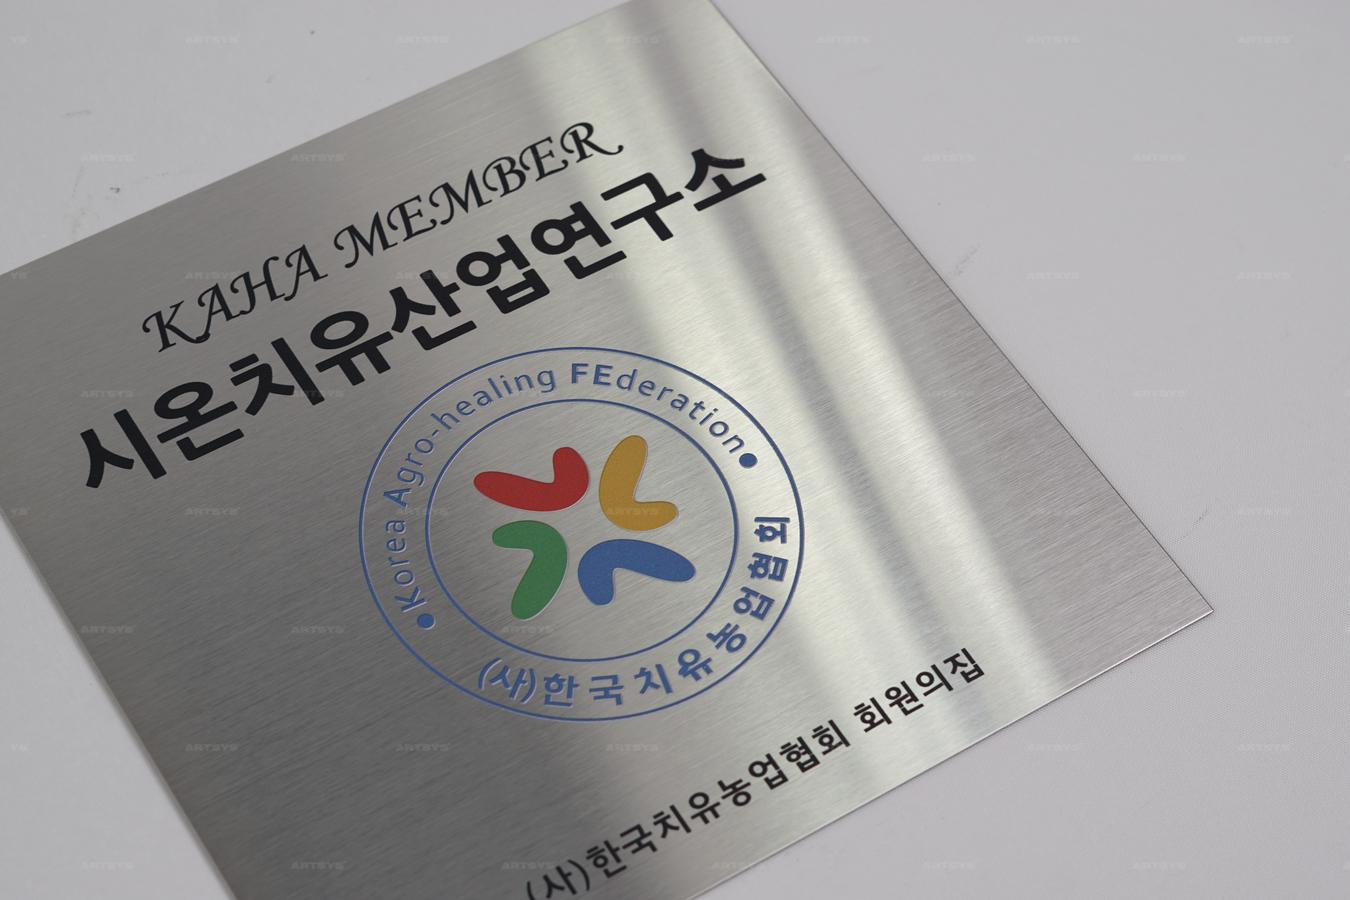 KAHA MEMBER
시온치유산업연구소
Korea Agro-healing FEderation
(사)한국치유농업협회
(사)한국치유농업협회 회원의집
ARTSYS